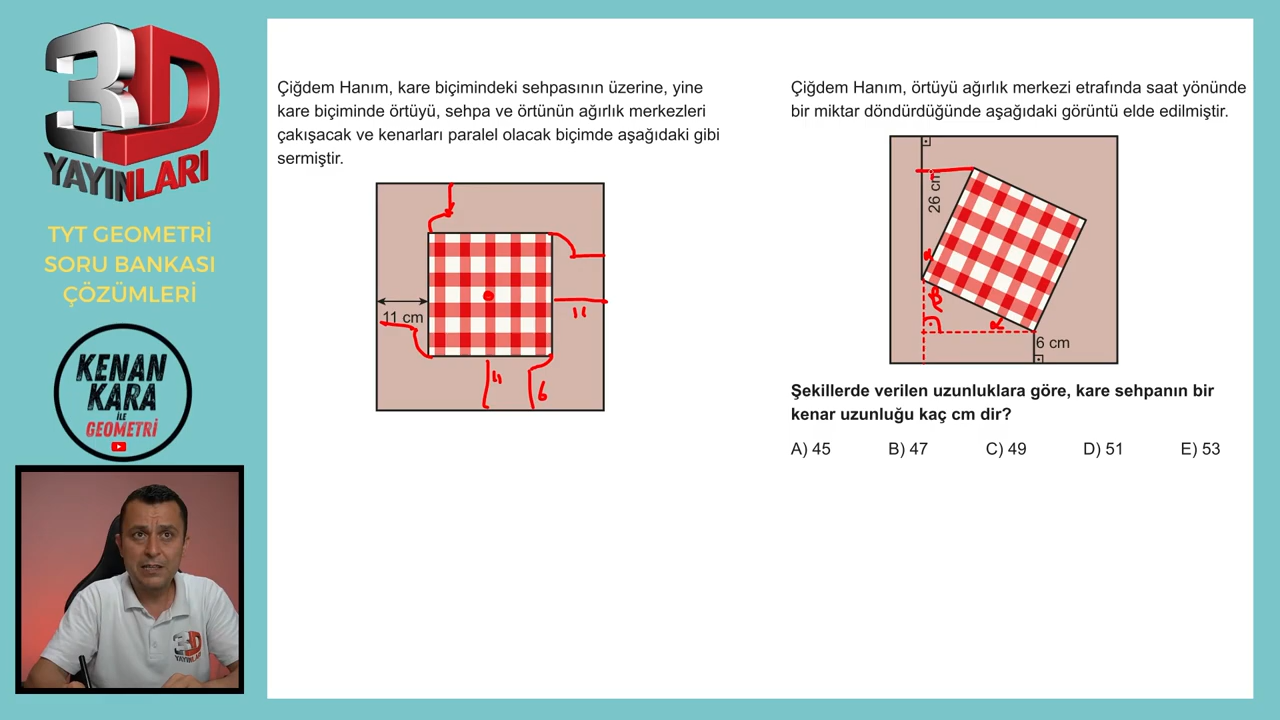 3D
YAYINLARI
TYT GEOMETRİ
SORU BANKASI
ÇÖZÜMLERİ
KENAN
KARA
İLE
GEOMETRİ
3D
YAYINLARI
Çiğdem Hanım, kare biçimindeki sehpasının üzerine, yine
kare biçiminde örtüyü, sehpa ve örtünün ağırlık merkezleri
çakışacak ve kenarları paralel olacak biçimde aşağıdaki gibi
sermiştir.
11 cm
11
11
6
Çiğdem Hanım, örtüyü ağırlık merkezi etrafında saat yönünde
bir miktar döndürdüğünde aşağıdaki görüntü elde edilmiştir.
26 cm
α
β
α
6 cm
Şekillerde verilen uzunluklara göre, kare sehpanın bir
kenar uzunluğu kaç cm dir?
A) 45 B) 47 C) 49 D) 51 E) 53